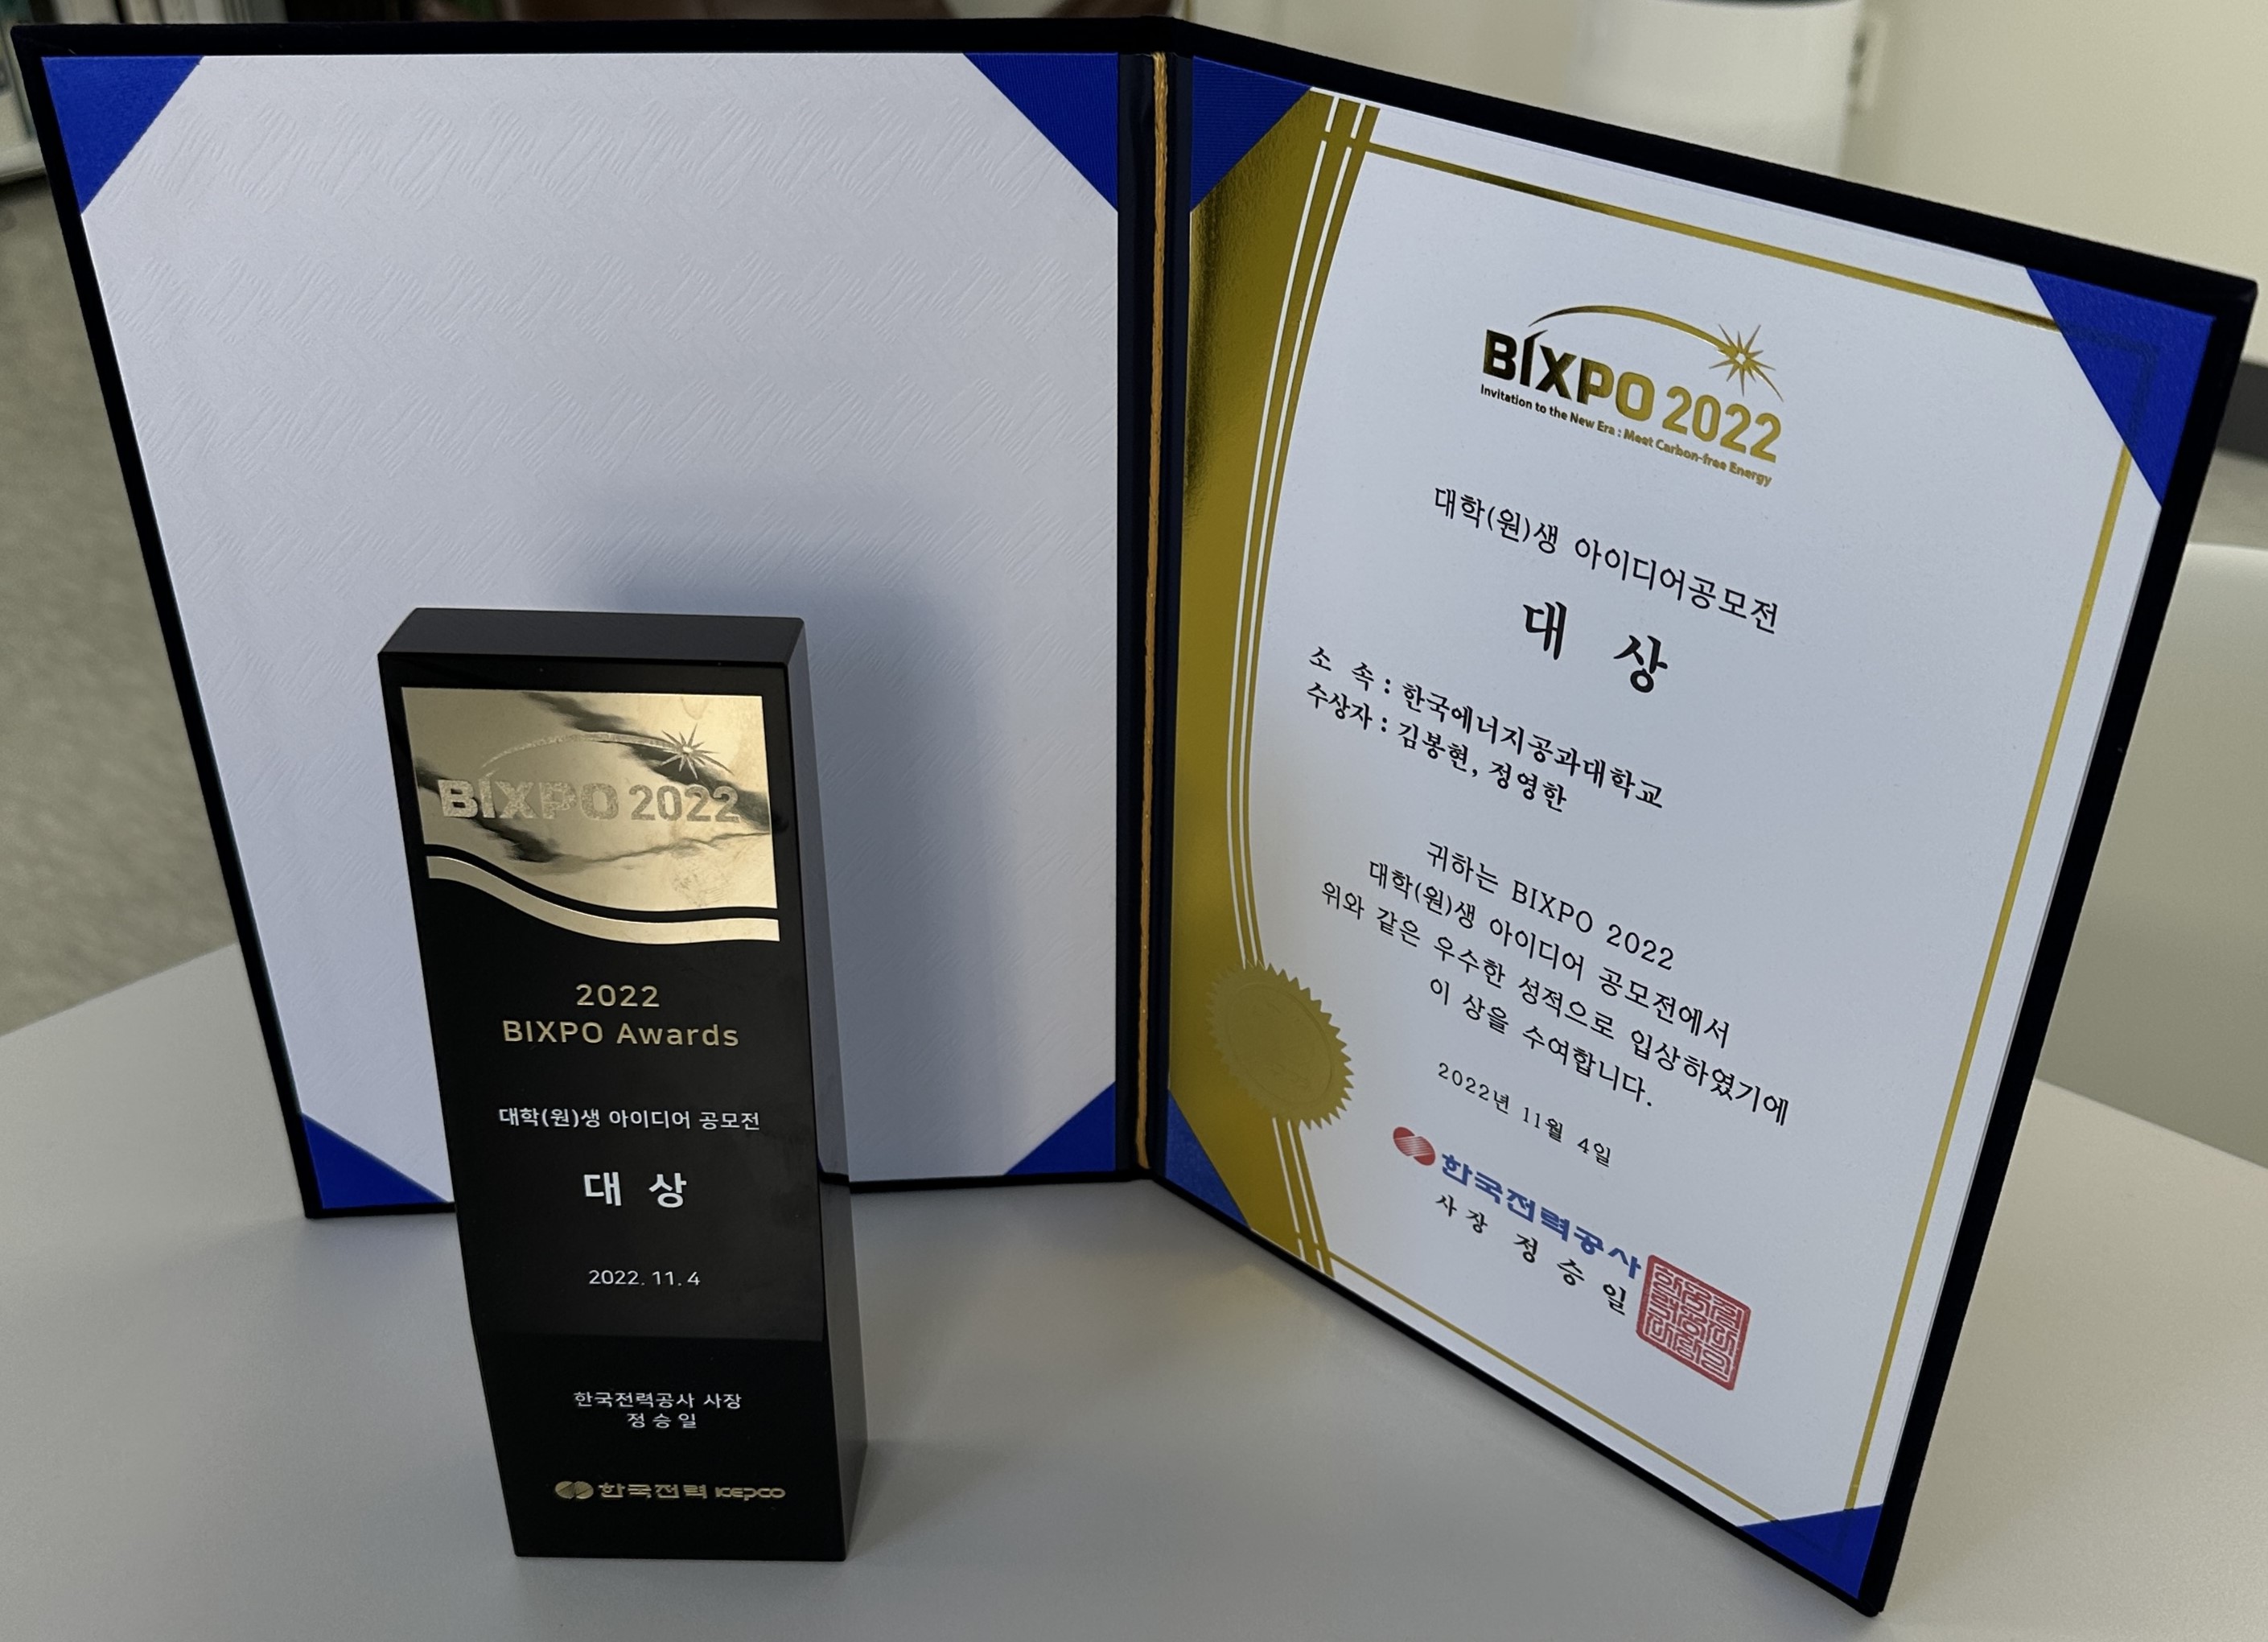 BIXPO 2022
2022
BIXPO Awards
대학(원)생 아이디어 공모전
대 상
2022. 11. 4
한국전력공사 사장
정 승 일
한국전력 KEPCO
BIXPO 2022
Invitation to the New Era : Meet Carbon-free Energy
대학(원)생 아이디어공모전
대 상
소 속 : 한국에너지공과대학교
수상자 : 김봉현, 정영한
귀하는 BIXPO 2022
대학(원)생 아이디어 공모전에서
위와 같은 우수한 성적으로 입상하였기에
이 상을 수여합니다.
2022년 11월 4일
한국전력공사
사 장 정 승 일